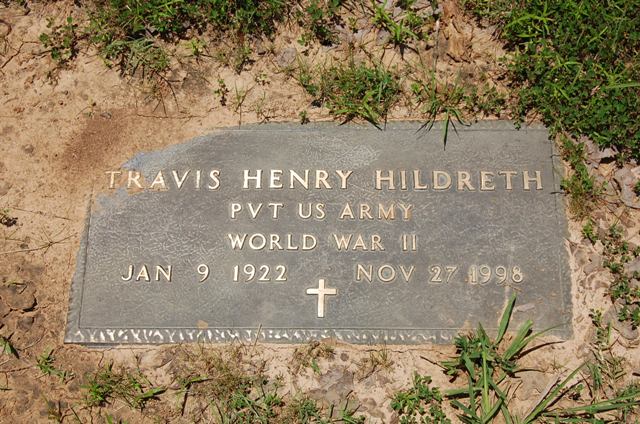 TRAVIS HENRY HILDRETH
PVT US ARMY
WORLD WAR II
JAN 9 1922 NOV 27 1998